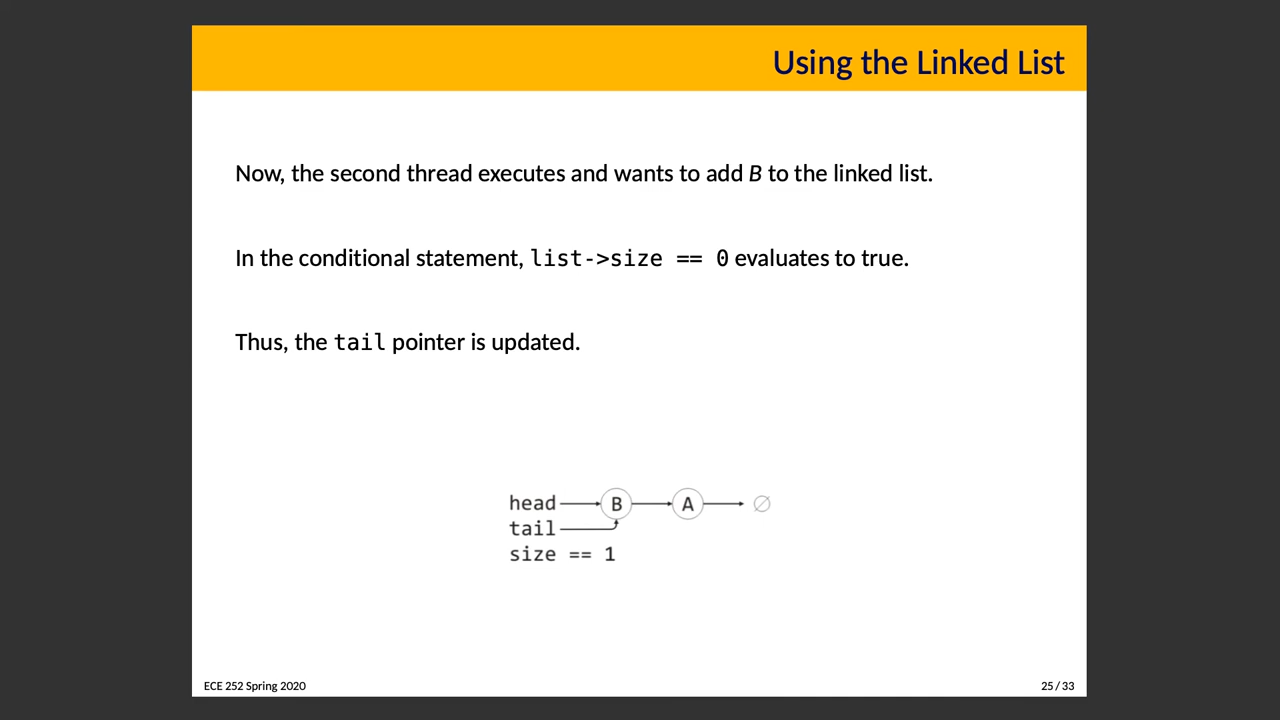 Using the Linked List
Now, the second thread executes and wants to add B to the linked list.
In the conditional statement, list->size == 0 evaluates to true.
Thus, the tail pointer is updated.
head B A ∅
tail
size == 1
ECE 252 Spring 2020 25 / 33